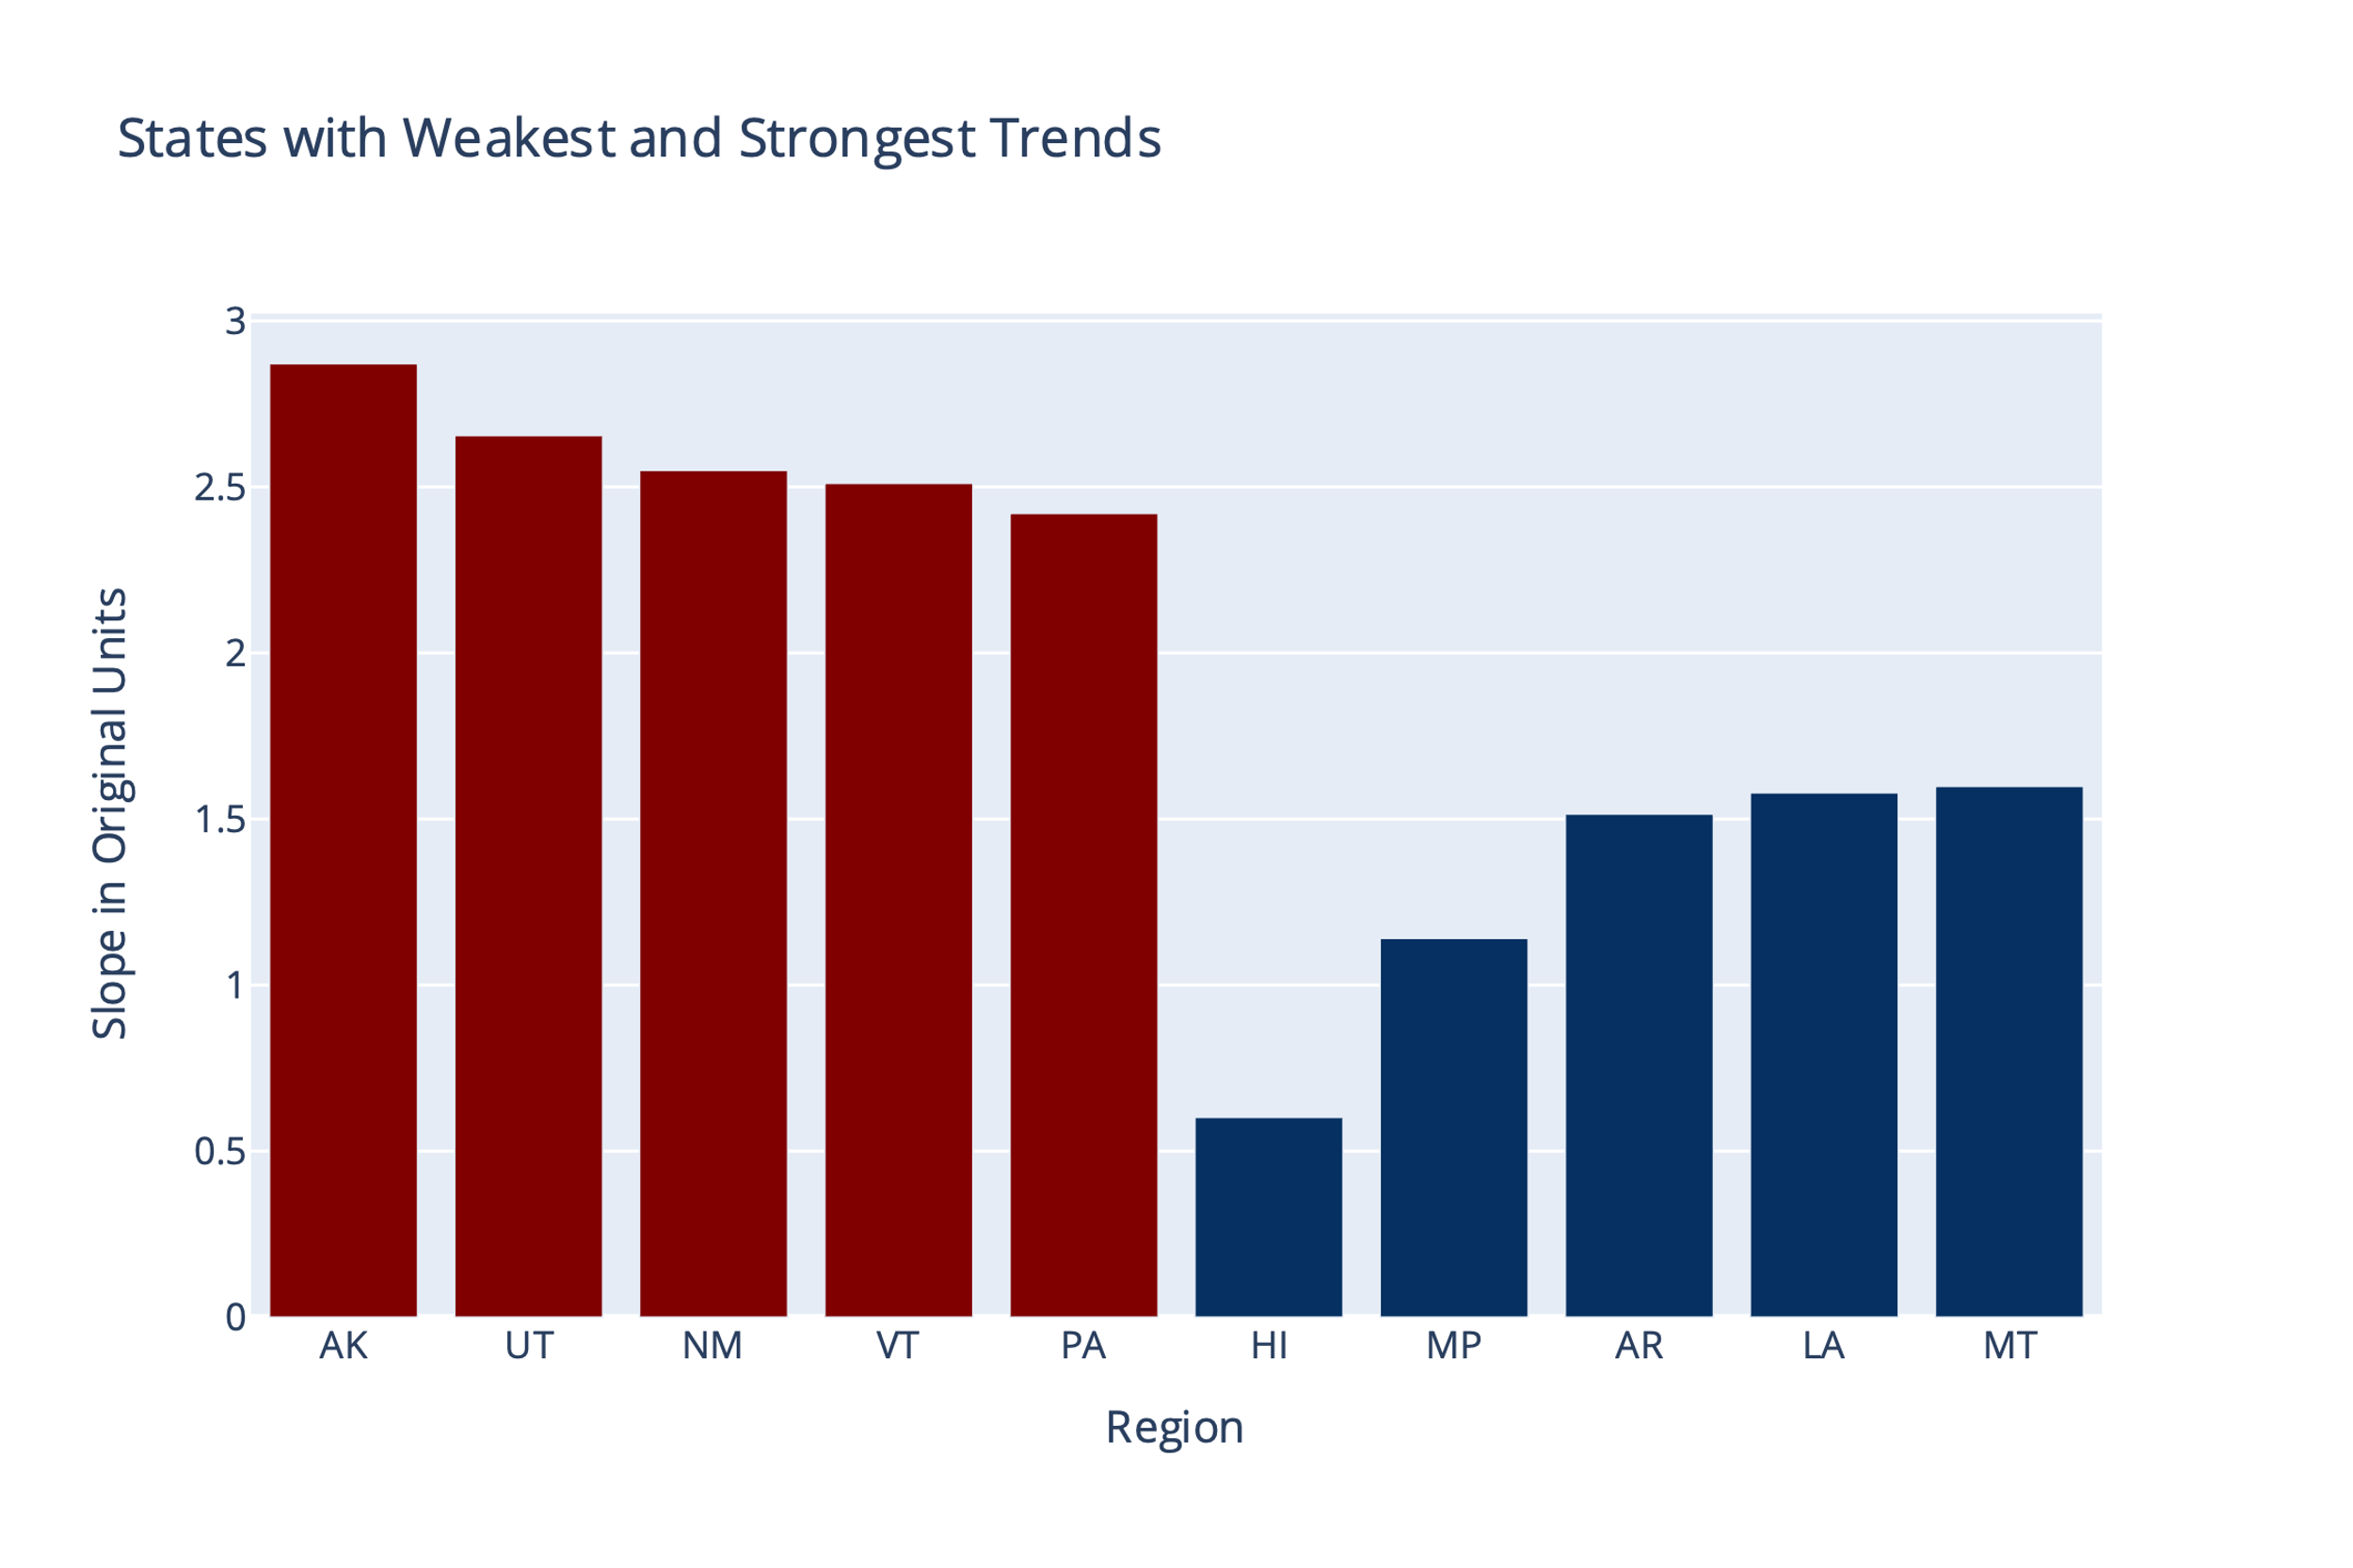 States with Weakest and Strongest Trends
3
2.5
2
1.5
1
0.5
0
Slope in Original Units
AK UT NM VT PA HI MP AR LA MT
Region